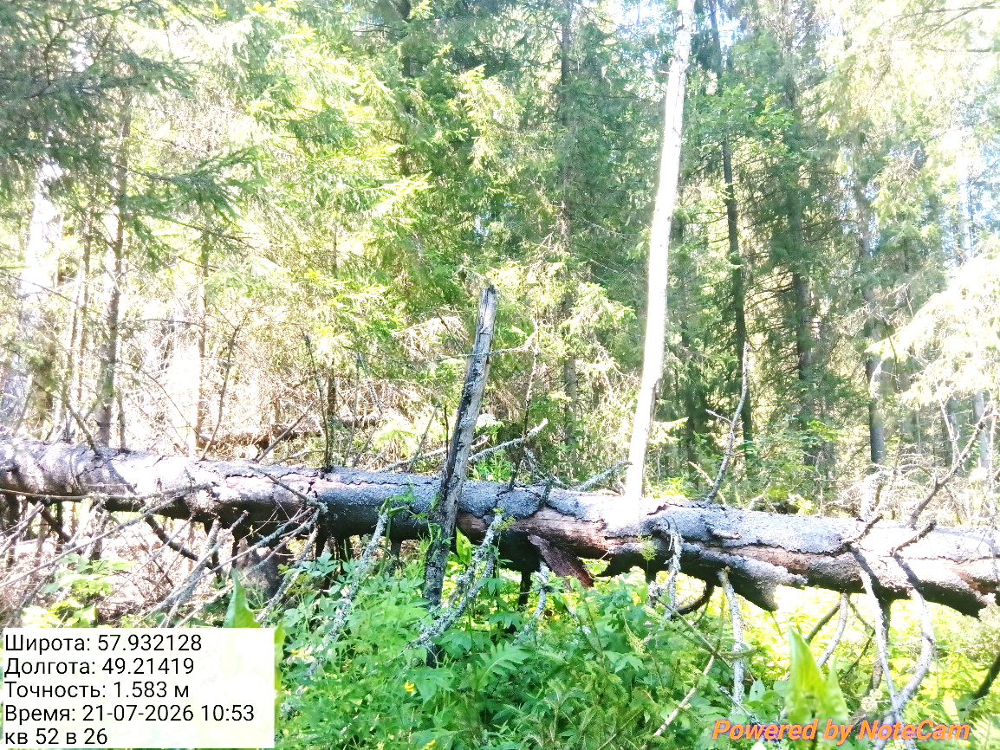 Широта: 57.932128
Долгота: 49.21419
Точность: 1.583 м
Время: 21-07-2026 10:53
кв 52 в 26
Powered by NoteCam